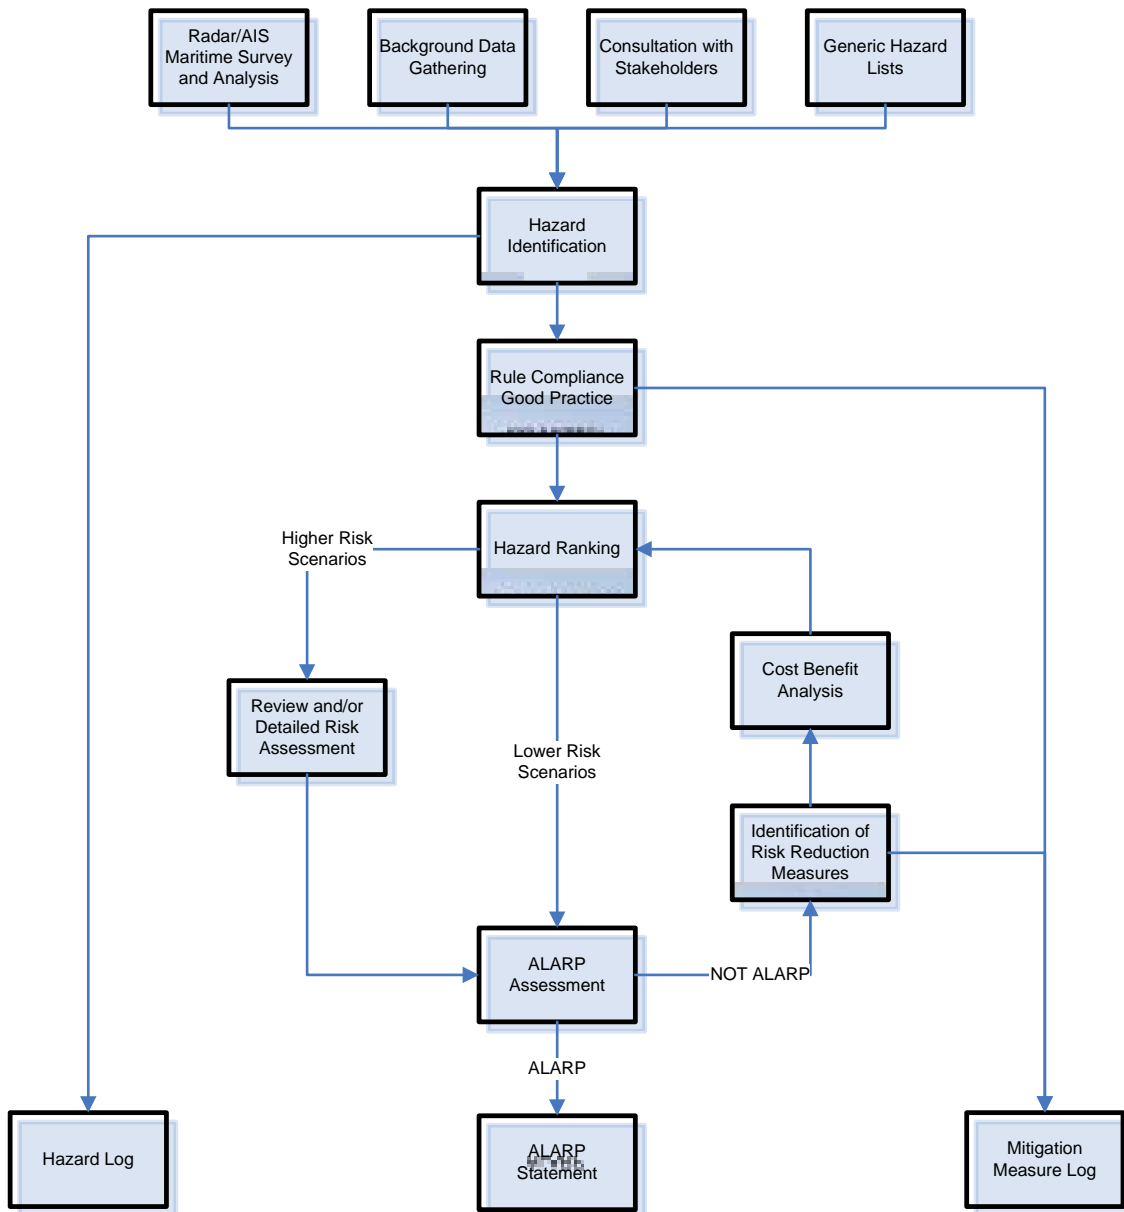 Radar/AIS
Maritime Survey
and Analysis
Background Data
Gathering
Consultation with
Stakeholders
Generic Hazard
Lists
Hazard
Identification
Rule Compliance
Good Practice
Higher Risk
Scenarios
Hazard Ranking
Cost Benefit
Analysis
Review and/or
Detailed Risk
Assessment
Lower Risk
Scenarios
Identification of
Risk Reduction
Measures
ALARP
Assessment
NOT ALARP
ALARP
Hazard Log
ALARP
Statement
Mitigation
Measure Log